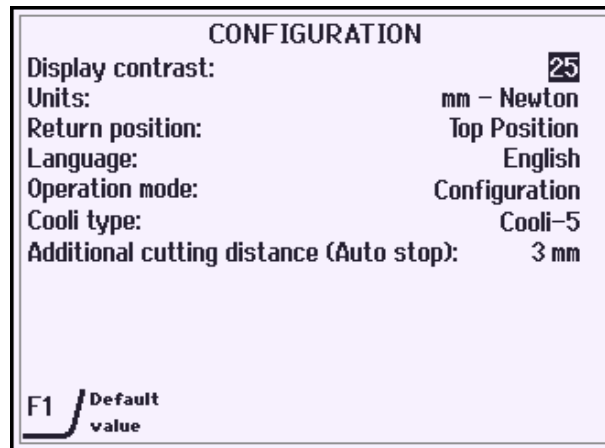 CONFIGURATION
Display contrast: 25
Units: mm – Newton
Return position: Top Position
Language: English
Operation mode: Configuration
Cooli type: Cooli–5
Additional cutting distance (Auto stop): 3 mm
F1 Default
value